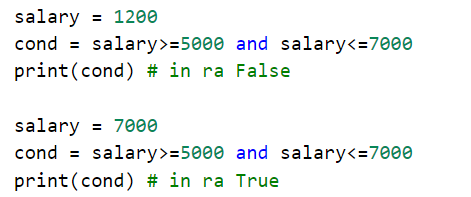 salary = 1200
cond = salary>=5000 and salary<=7000
print(cond) # in ra False
salary = 7000
cond = salary>=5000 and salary<=7000
print(cond) # in ra True